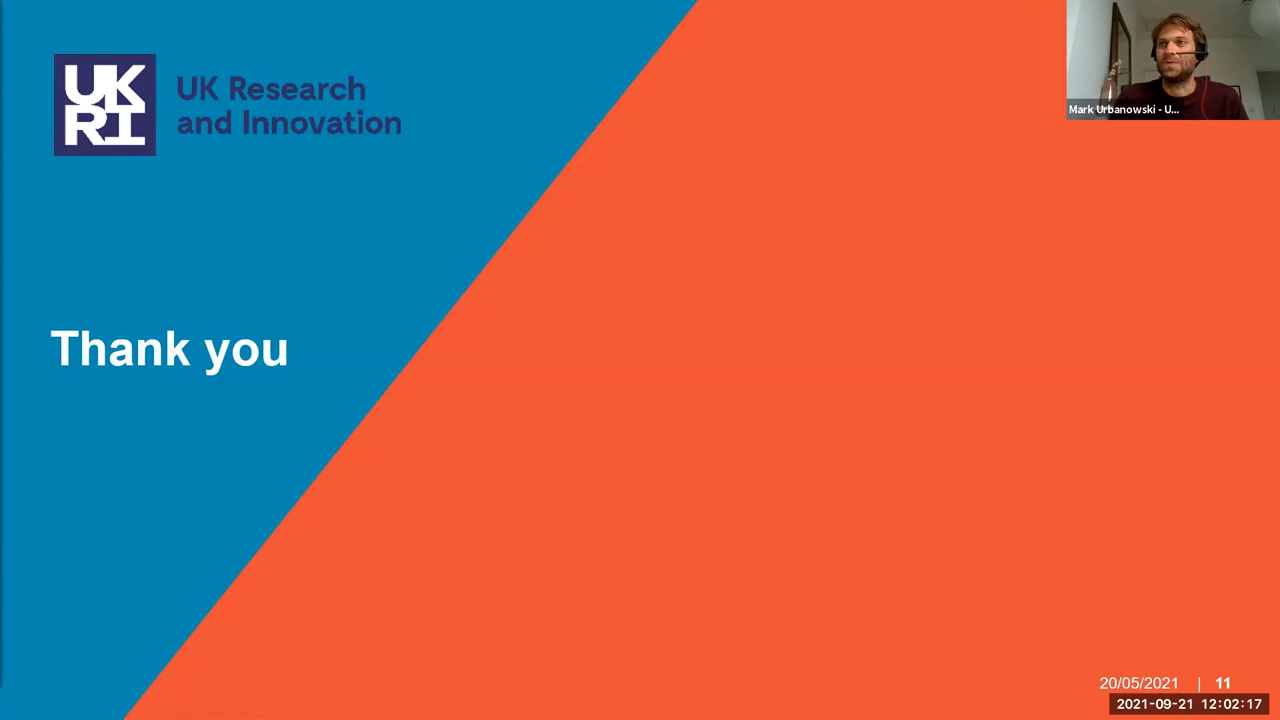 UK
RI
UK Research
and Innovation
Mark Urbanowski - U...
Thank you
20/05/2021 | 11
2021-09-21 12:02:17